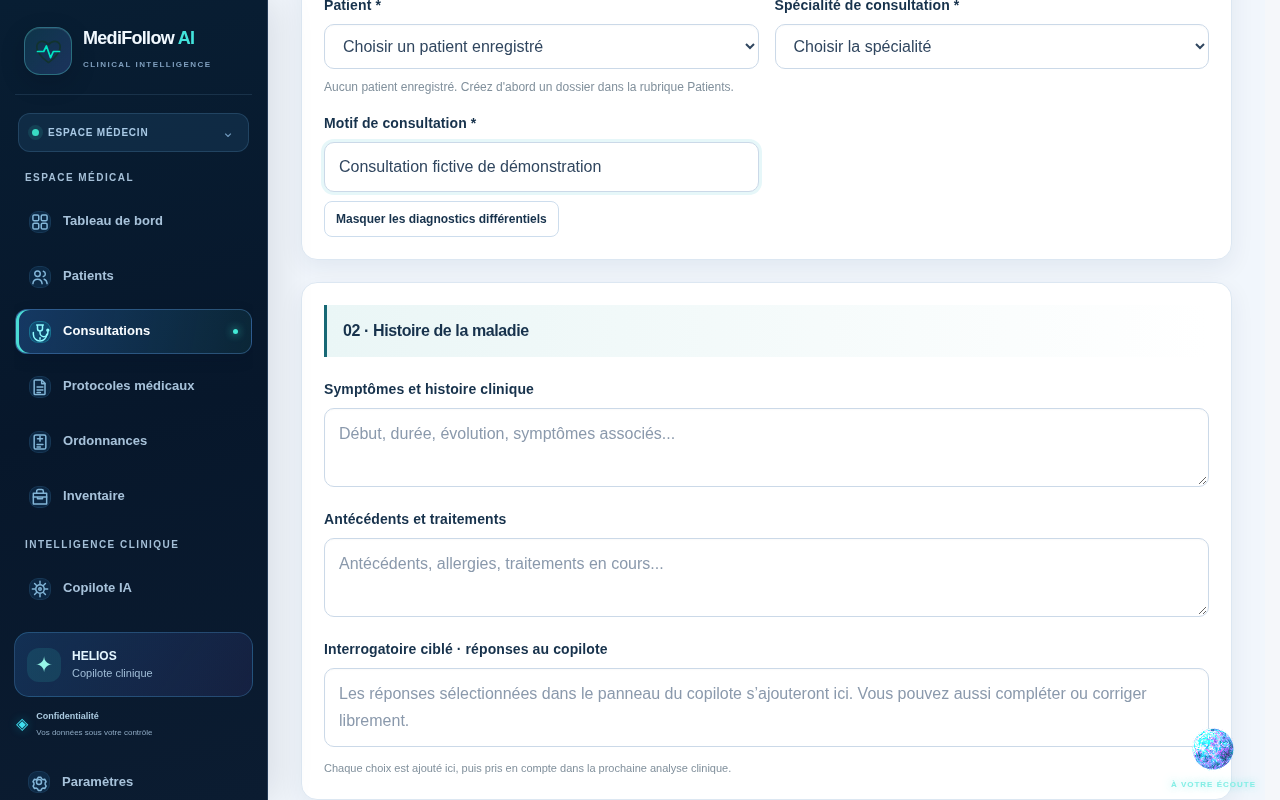 MediFollow AI
CLINICAL INTELLIGENCE
ESPACE MÉDECIN
ESPACE MÉDICAL
Tableau de bord
Patients
Consultations
Protocoles médicaux
Ordonnances
Inventaire
INTELLIGENCE CLINIQUE
Copilote IA
HELIOS
Copilote clinique
Confidentialité
Vos données sous votre contrôle
Paramètres
Patient *
Spécialité de consultation *
Choisir un patient enregistré
Choisir la spécialité
Aucun patient enregistré. Créez d'abord un dossier dans la rubrique Patients.
Motif de consultation *
Consultation fictive de démonstration
Masquer les diagnostics différentiels
02 · Histoire de la maladie
Symptômes et histoire clinique
Début, durée, évolution, symptômes associés...
Antécédents et traitements
Antécédents, allergies, traitements en cours...
Interrogatoire ciblé · réponses au copilote
Les réponses sélectionnées dans le panneau du copilote s’ajouteront ici. Vous pouvez aussi compléter ou corriger
librement.
Chaque choix est ajouté ici, puis pris en compte dans la prochaine analyse clinique.
À VOTRE ÉCOUTE